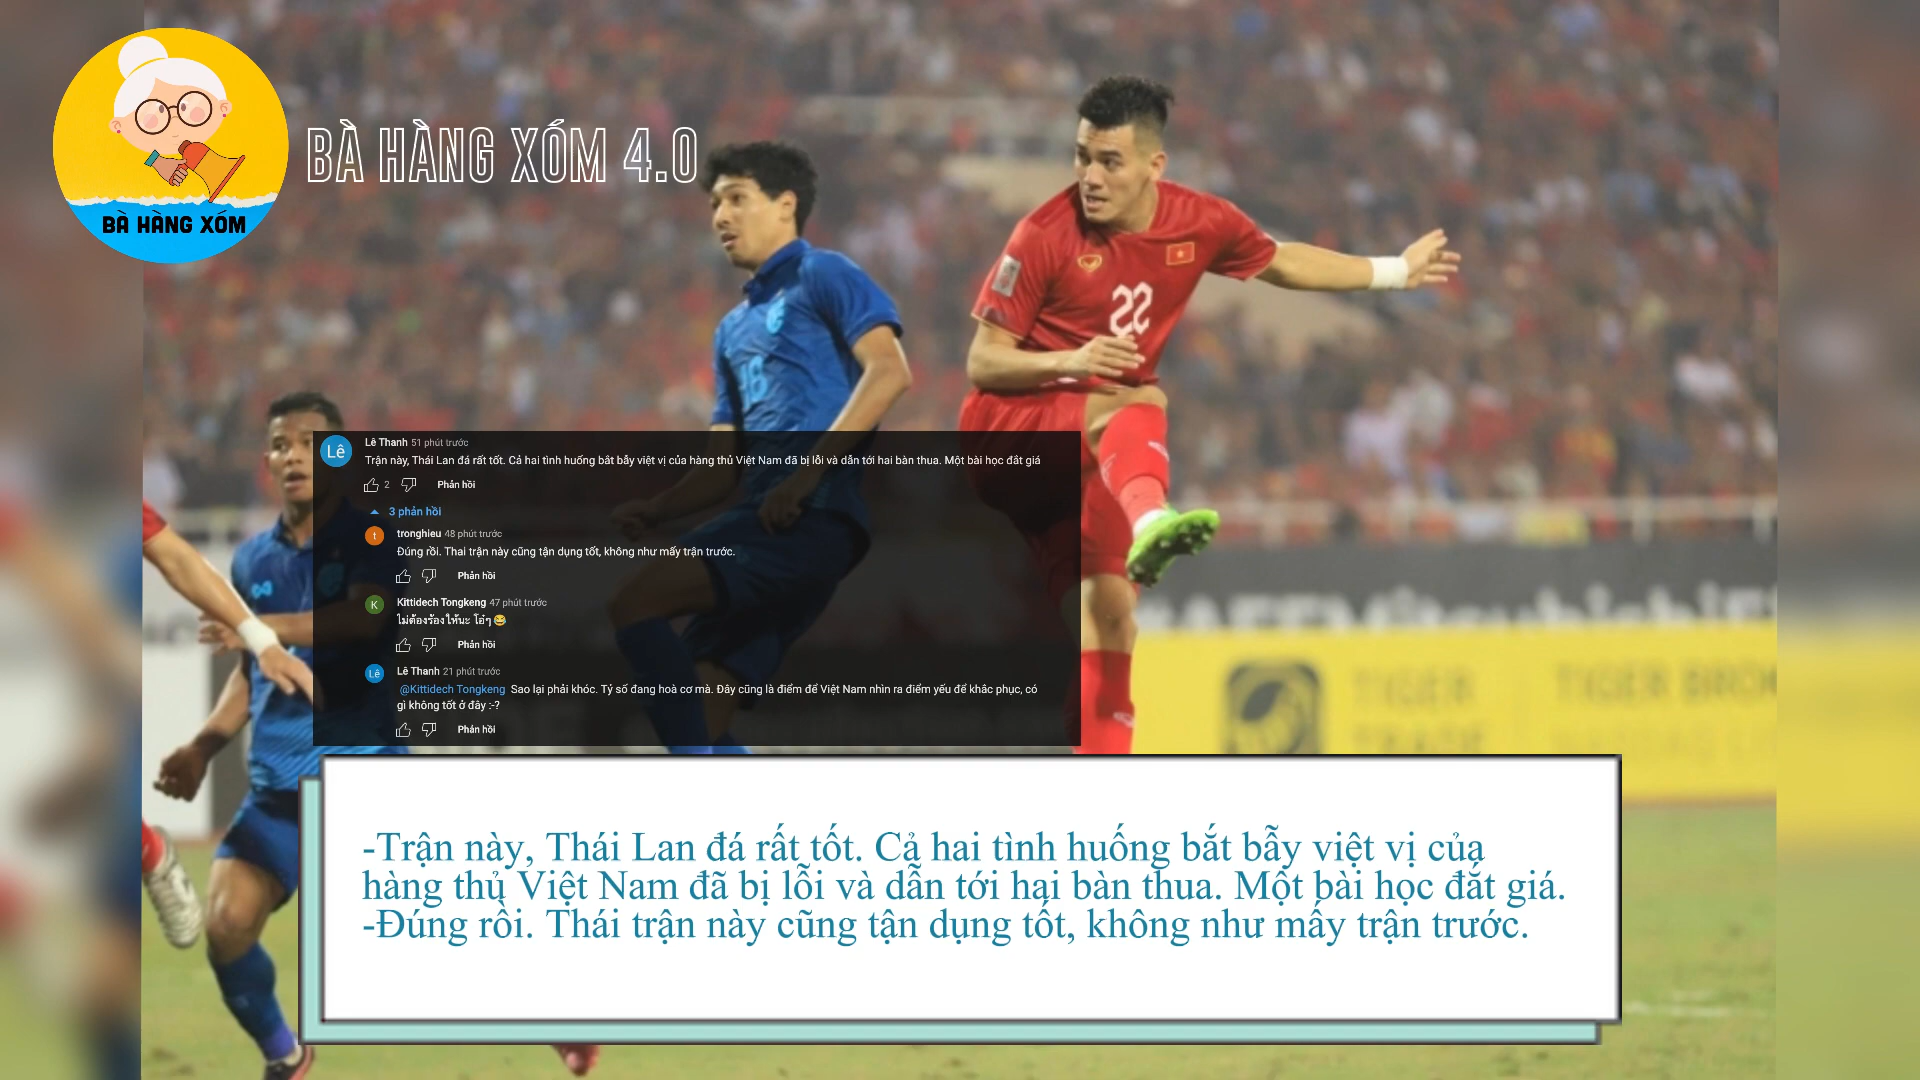 BÀ HÀNG XÓM 4.0
BÀ HÀNG XÓM
22
18
Lê
Lê Thanh 51 phút trước
Trận này, Thái Lan đá rất tốt. Cả hai tình huống bắt bẫy việt vị của hàng thủ Việt Nam đã bị lỗi và dẫn tới hai bàn thua. Một bài học đắt giá
2 Phản hồi
3 phản hồi
t
tronghieu 48 phút trước
Đúng rồi. Thai trận này cũng tận dụng tốt, không như mấy trận trước.
Phản hồi
K
Kittidech Tongkeng 47 phút trước
ไม่ต้องร้องให้นะ โอ๋ๆ 😂
Phản hồi
Lê
Lê Thanh 21 phút trước
@Kittidech Tongkeng Sao lại phải khóc. Tỷ số đang hoà cơ mà. Đây cũng là điểm để Việt Nam nhìn ra điểm yếu để khắc phục, có
gì không tốt ở đây :-?
Phản hồi
TIGER
TRADE
TIGER BROK
-Trận này, Thái Lan đá rất tốt. Cả hai tình huống bắt bẫy việt vị của
hàng thủ Việt Nam đã bị lỗi và dẫn tới hai bàn thua. Một bài học đắt giá.
-Đúng rồi. Thái trận này cũng tận dụng tốt, không như mấy trận trước.